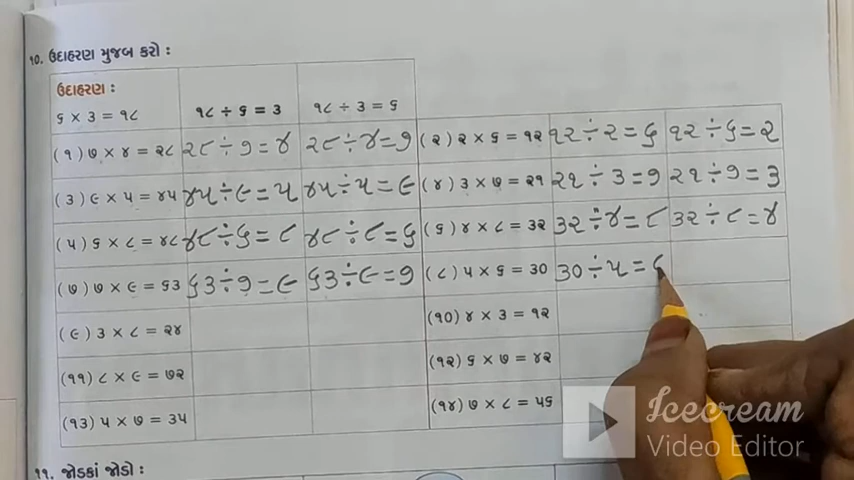 ૧૦. ઉદાહરણ મુજબ કરો :
ઉદાહરણ :
૬ × ૩ = ૧૮ ૧૮ ÷ ૬ = ૩ ૧૮ ÷ ૩ = ૬
(૧) ૭ × ૪ = ૨૮ ૨૮ ÷ ૭ = ૪ ૨૮ ÷ ૪ = ૭ (૨) ૨ × ૬ = ૧૨ ૧૨ ÷ ૨ = ૬ ૧૨ ÷ ૬ = ૨
(૩) ૯ × ૫ = ૪૫ ૪૫ ÷ ૯ = ૫ ૪૫ ÷ ૫ = ૯ (૪) ૩ × ૭ = ૨૧ ૨૧ ÷ ૩ = ૭ ૨૧ ÷ ૭ = ૩
(૫) ૬ × ૮ = ૪૮ ૪૮ ÷ ૬ = ૮ ૪૮ ÷ ૮ = ૬ (૬) ૪ × ૮ = ૩૨ ૩૨ ÷ ૪ = ૮ ૩૨ ÷ ૮ = ૪
(૭) ૭ × ૯ = ૬૩ ૬૩ ÷ ૭ = ૯ ૬૩ ÷ ૯ = ૭ (૮) ૫ × ૬ = ૩૦ ૩૦ ÷ ૫ = ૬
(૯) ૩ × ૮ = ૨૪ (૧૦) ૪ × ૩ = ૧૨
(૧૧) ૮ × ૯ = ૭૨ (૧૨) ૬ × ૭ = ૪૨
(૧૩) ૫ × ૭ = ૩૫ (૧૪) ૭ × ૮ = ૫૬
૧૧. જોડકાં જોડો :
Icecream
Video Editor